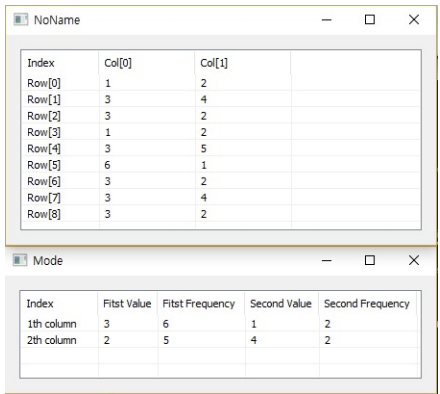 NoName
Index Col[0] Col[1]
Row[0] 1 2
Row[1] 3 4
Row[2] 3 2
Row[3] 1 2
Row[4] 3 5
Row[5] 6 1
Row[6] 3 2
Row[7] 3 4
Row[8] 3 2
Mode
Index Fitst Value Fitst Frequency Second Value Second Frequency
1th column 3 6 1 2
2th column 2 5 4 2